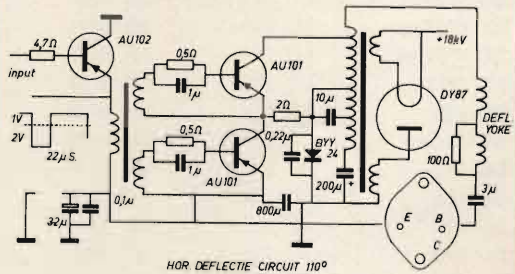 4,7Ω
AU102
input
1V
2V
22μS.
32μ
0,1μ
0,5Ω
1μ
AU101
0,5Ω
1μ
AU101
2Ω
10μ
0,22μ
BYY
24
200μ
+
800μ
+18kV
DY87
DEFL.
YOKE
100Ω
3μ
E
B
C
HOR. DEFLECTIE CIRCUIT 110°